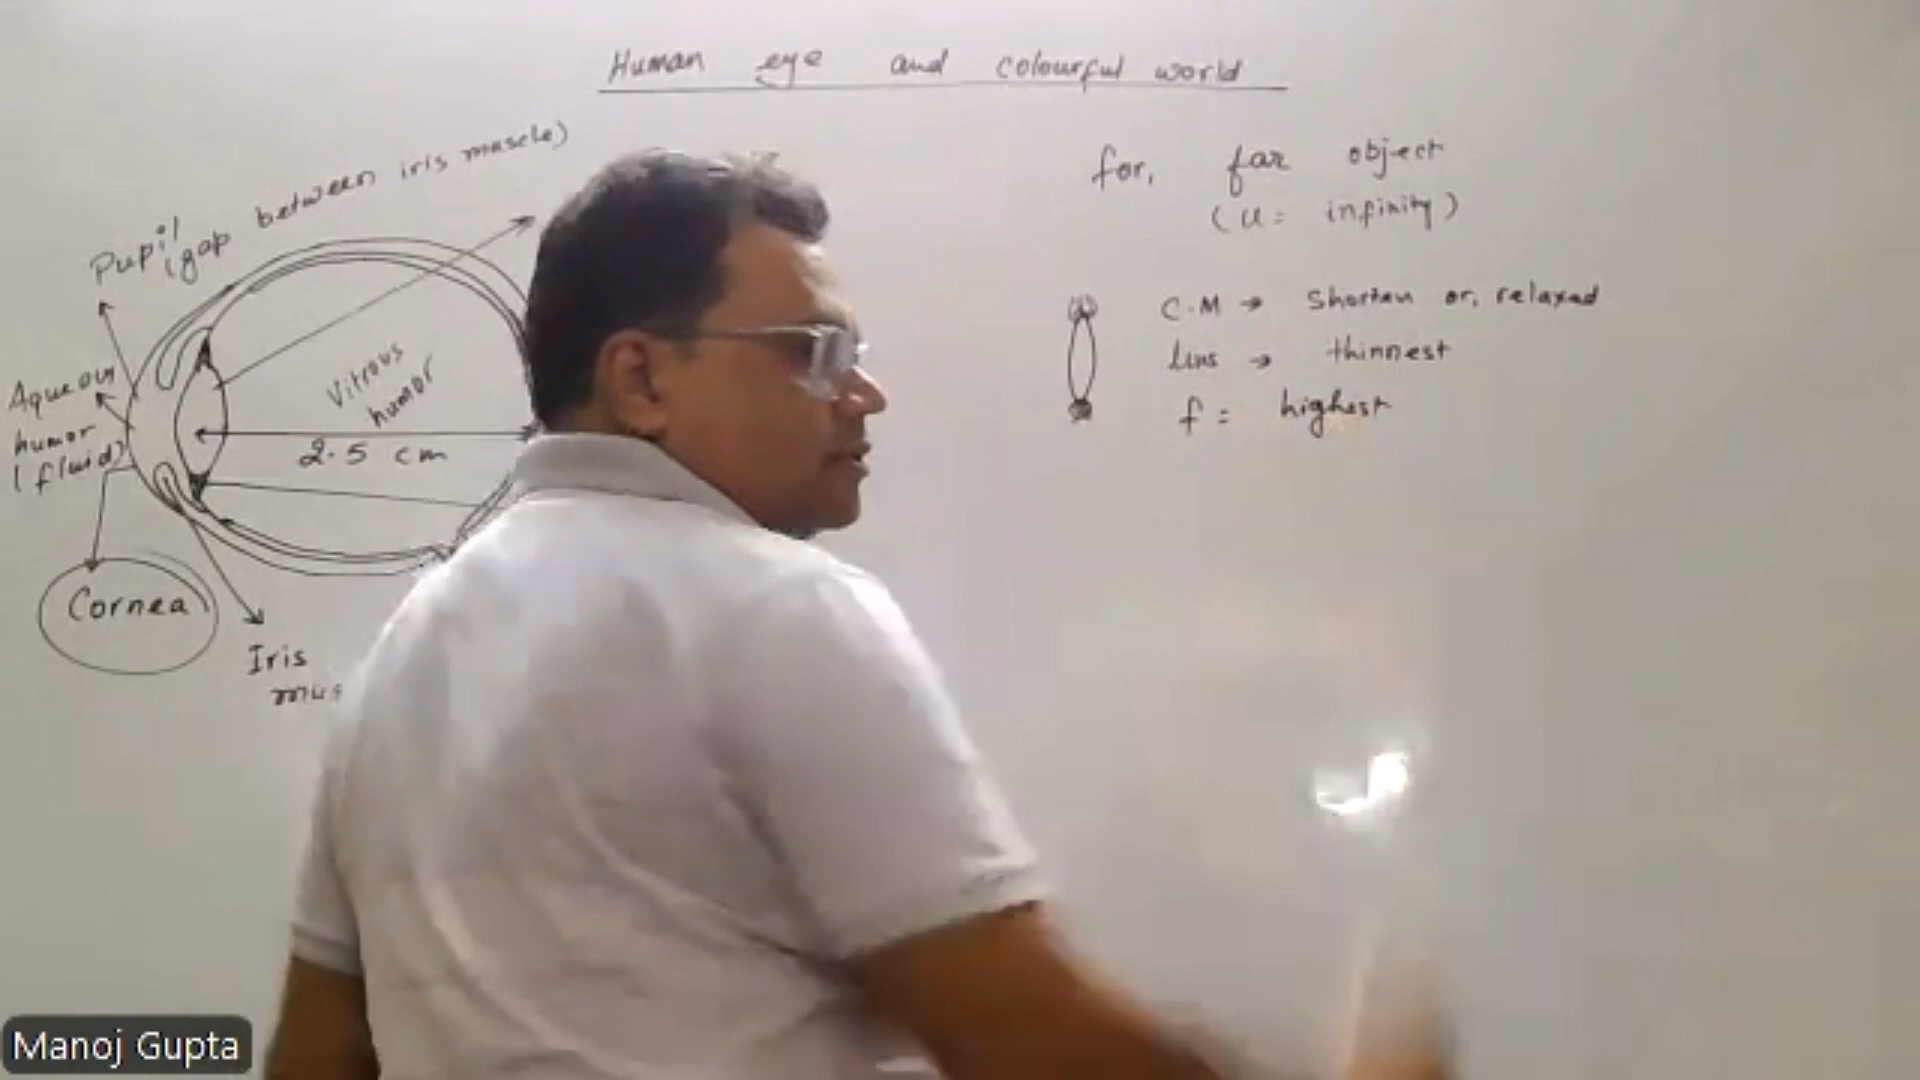 Human eye and colourful world
Pupil
(gap between iris muscle)
Aqueous
humor
(fluid)
Vitrous
humor
2.5 cm
Cornea
Iris
mus
for, far object
(u = infinity)
C.M → Shorten or, relaxed
lens → thinnest
f = highest
Manoj Gupta